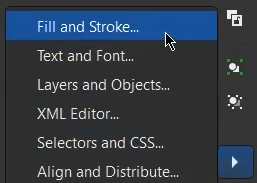 Fill and Stroke...
Text and Font...
Layers and Objects...
XML Editor...
Selectors and CSS...
Align and Distribute...